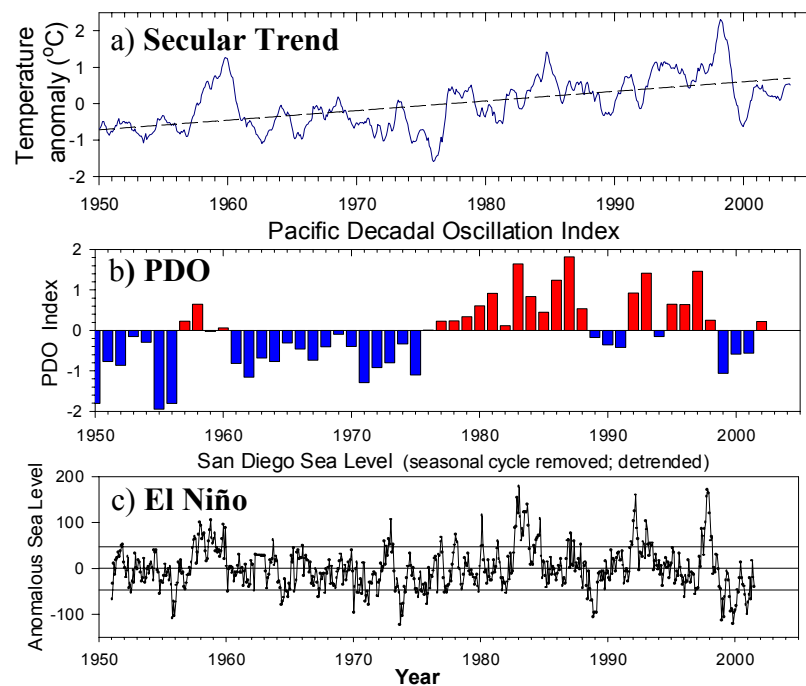 a) Secular Trend
Temperature
anomaly (°C)
2
1
0
-1
-2
1950 1960 1970 1980 1990 2000
Pacific Decadal Oscillation Index
b) PDO
PDO Index
2
1
0
-1
-2
1950 1960 1970 1980 1990 2000
San Diego Sea Level (seasonal cycle removed; detrended)
c) El Niño
Anomalous Sea Level
200
100
0
-100
1950 1960 1970 1980 1990 2000
Year